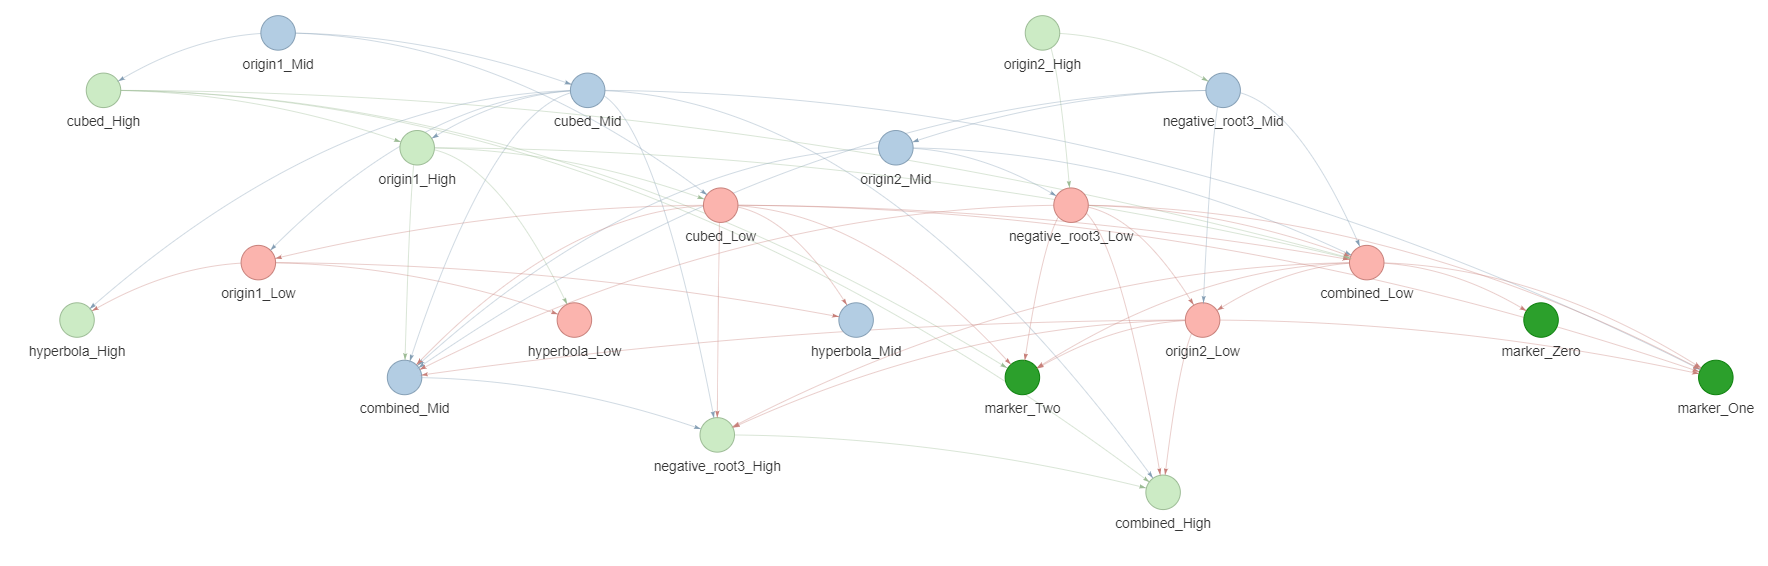 origin1_Mid
origin2_High
cubed_High
cubed_Mid
negative_root3_Mid
origin1_High
origin2_Mid
cubed_Low
negative_root3_Low
origin1_Low
combined_Low
hyperbola_High
hyperbola_Low
hyperbola_Mid
origin2_Low
marker_Zero
combined_Mid
marker_Two
marker_One
negative_root3_High
combined_High